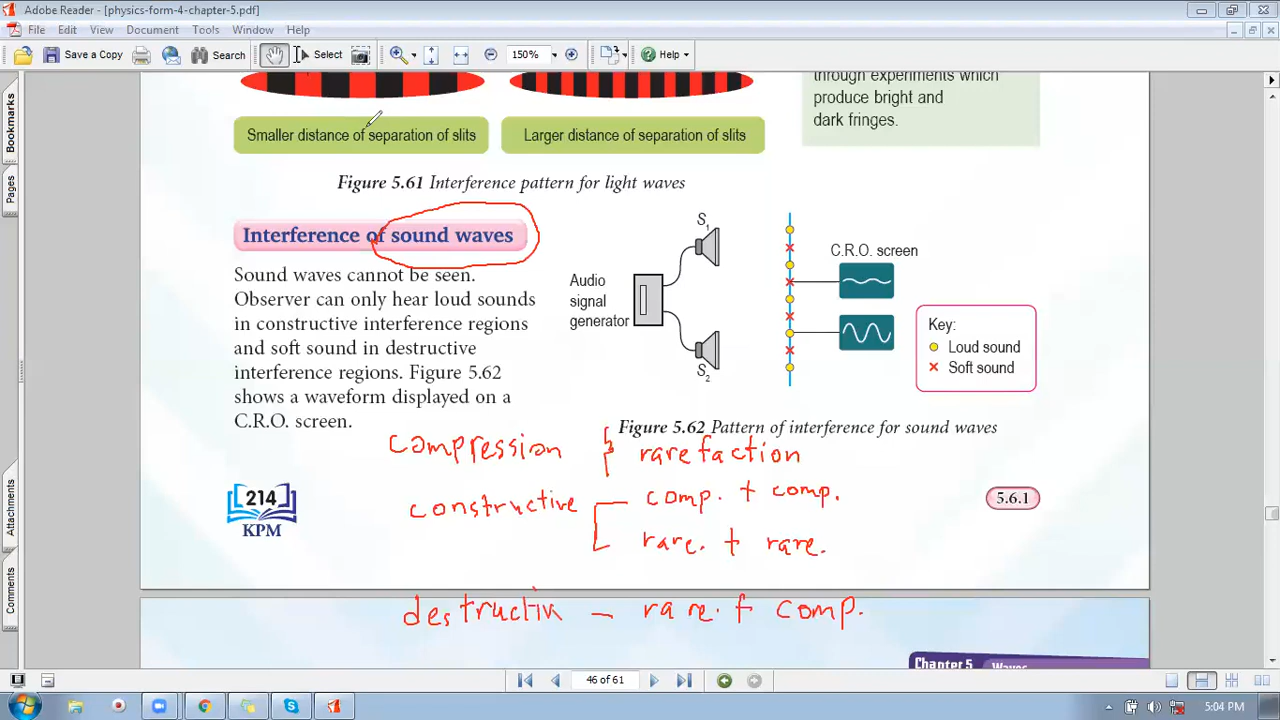 Adobe Reader - [physics-form-4-chapter-5.pdf]
File Edit View Document Tools Window Help
Save a Copy Search Select 150% Help
Bookmarks
Pages
Attachments
Comments
through experiments which
produce bright and
dark fringes.
Smaller distance of separation of slits
Larger distance of separation of slits
Figure 5.61 Interference pattern for light waves
Interference of sound waves
Sound waves cannot be seen.
Observer can only hear loud sounds
in constructive interference regions
and soft sound in destructive
interference regions. Figure 5.62
shows a waveform displayed on a
C.R.O. screen.
S1
Audio
signal
generator
S2
C.R.O. screen
Key:
Loud sound
Soft sound
Figure 5.62 Pattern of interference for sound waves
compression rarefaction
constructive comp. + comp.
rare. + rare.
214
KPM
5.6.1
destructin – rare. + comp.
Chapter 5 Waves
46 of 61
5:04 PM